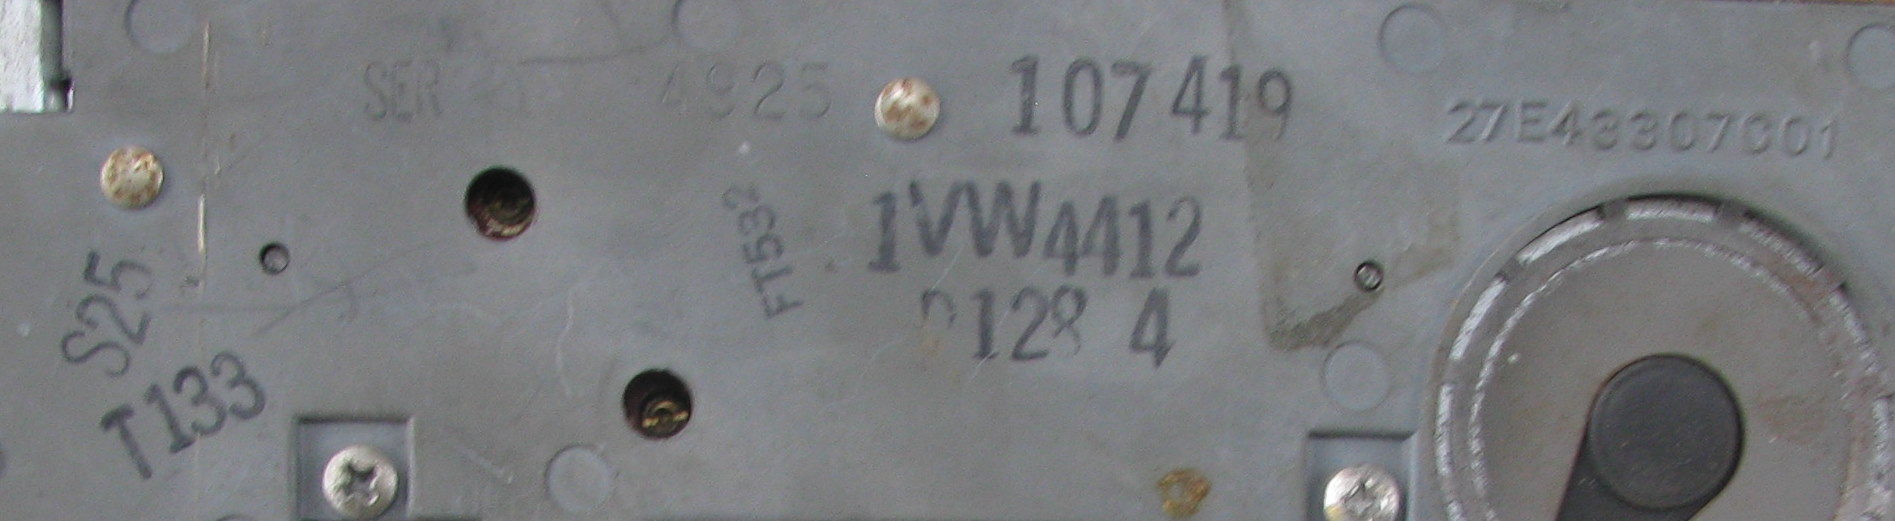 SER 4925
107419
27E43307001
1VW4412
FT532
128 4
S25
T133